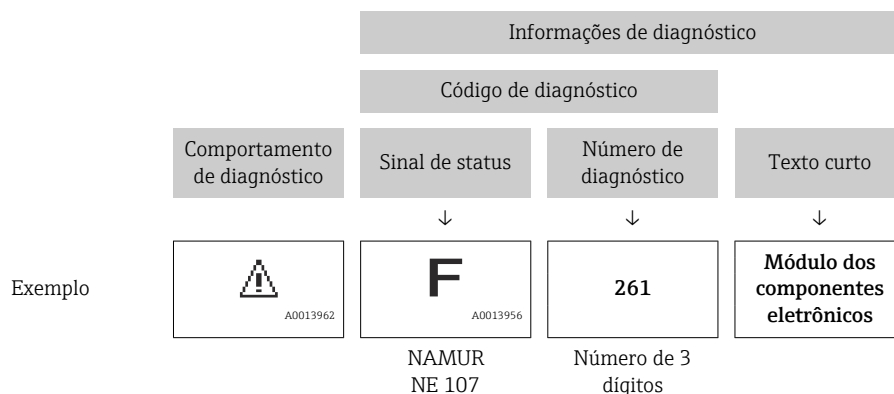 Informações de diagnóstico
Código de diagnóstico
Comportamento
de diagnóstico
Sinal de status
Número de
diagnóstico
Texto curto
↓
↓
↓
Exemplo
A0013962
F
A0013956
261
Módulo dos
componentes
eletrônicos
NAMUR
NE 107
Número de 3
dígitos